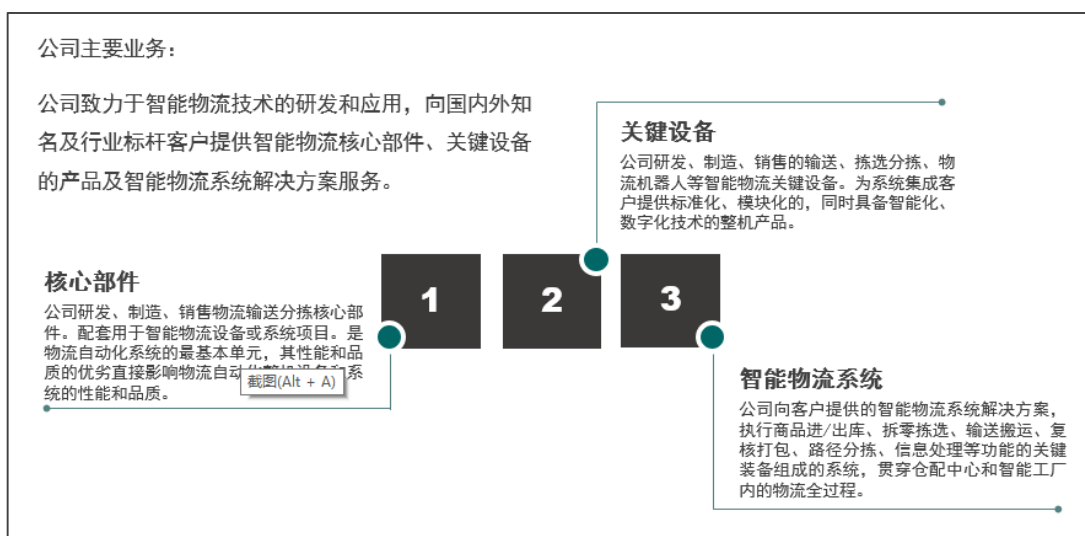 公司主要业务：
公司致力于智能物流技术的研发和应用，向国内外知
名及行业标杆客户提供智能物流核心部件、关键设备
的产品及智能物流系统解决方案服务。
关键设备
公司研发、制造、销售的输送、拣选分拣、物
流机器人等智能物流关键设备。为系统集成客
户提供标准化、模块化的，同时具备智能化、
数字化技术的整机产品。
核心部件
公司研发、制造、销售物流输送分拣核心部
件。配套用于智能物流设备或系统项目。是
物流自动化系统的最基本单元，其性能和品
质的优劣直接影响物流自动系
统的性能和品质。
截图(Alt + A)
1
2
3
智能物流系统
公司向客户提供的智能物流系统解决方案，
执行商品进/出库、拆零拣选、输送搬运、复
核打包、路径分拣、信息处理等功能的关键
装备组成的系统，贯穿仓配中心和智能工厂
内的物流全过程。